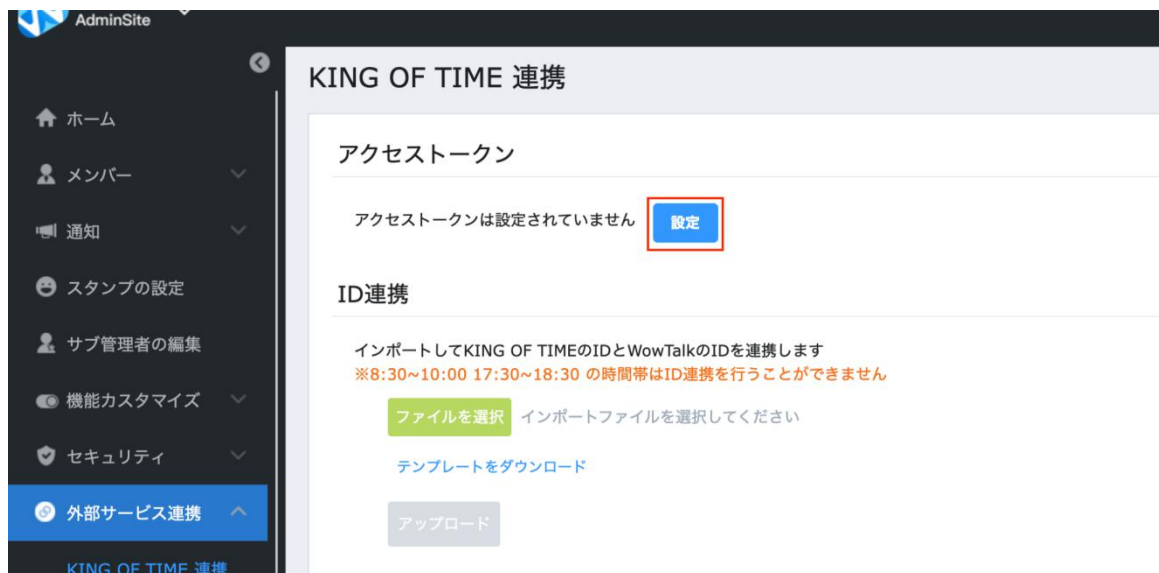 AdminSite
KING OF TIME 連携
ホーム
メンバー
通知
スタンプの設定
サブ管理者の編集
機能カスタマイズ
セキュリティ
外部サービス連携
KING OF TIME 連携
アクセストークン
アクセストークンは設定されていません 設定
ID連携
インポートしてKING OF TIMEのIDとWowTalkのIDを連携します
※8:30~10:00 17:30~18:30 の時間帯はID連携を行うことができません
ファイルを選択 インポートファイルを選択してください
テンプレートをダウンロード
アップロード